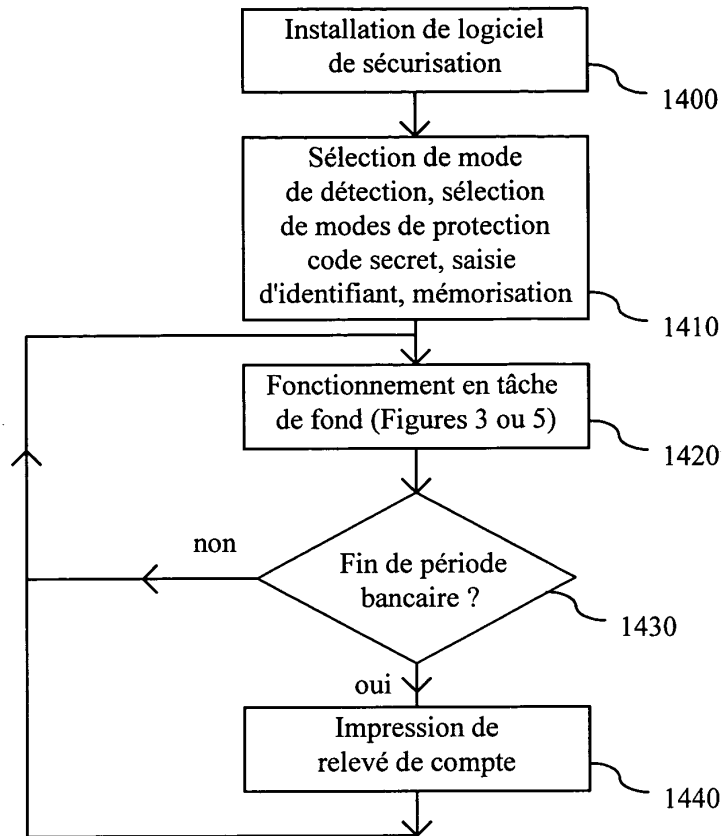 Installation de logiciel
de sécurisation
1400
Sélection de mode
de détection, sélection
de modes de protection
code secret, saisie
d'identifiant, mémorisation
1410
Fonctionnement en tâche
de fond (Figures 3 ou 5)
1420
non
Fin de période
bancaire ?
1430
oui
Impression de
relevé de compte
1440